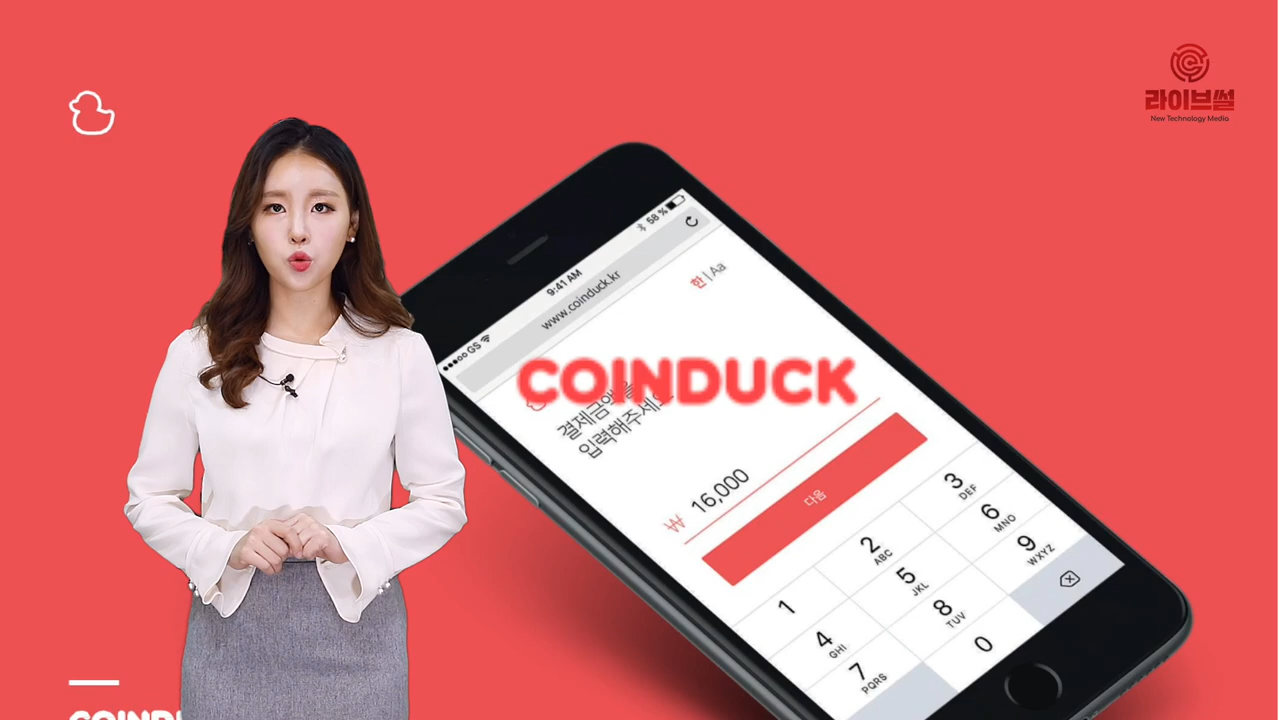 라이브썰
New Technology Media
58 %
9:41 AM
GS
www.coinduck.kr
한 | Aa
COINDUCK
결제금액을
입력해주세요
₩ 16,000
다음
1
2 ABC
3 DEF
4 GHI
5 JKL
6 MNO
7 PQRS
8 TUV
9 WXYZ
0